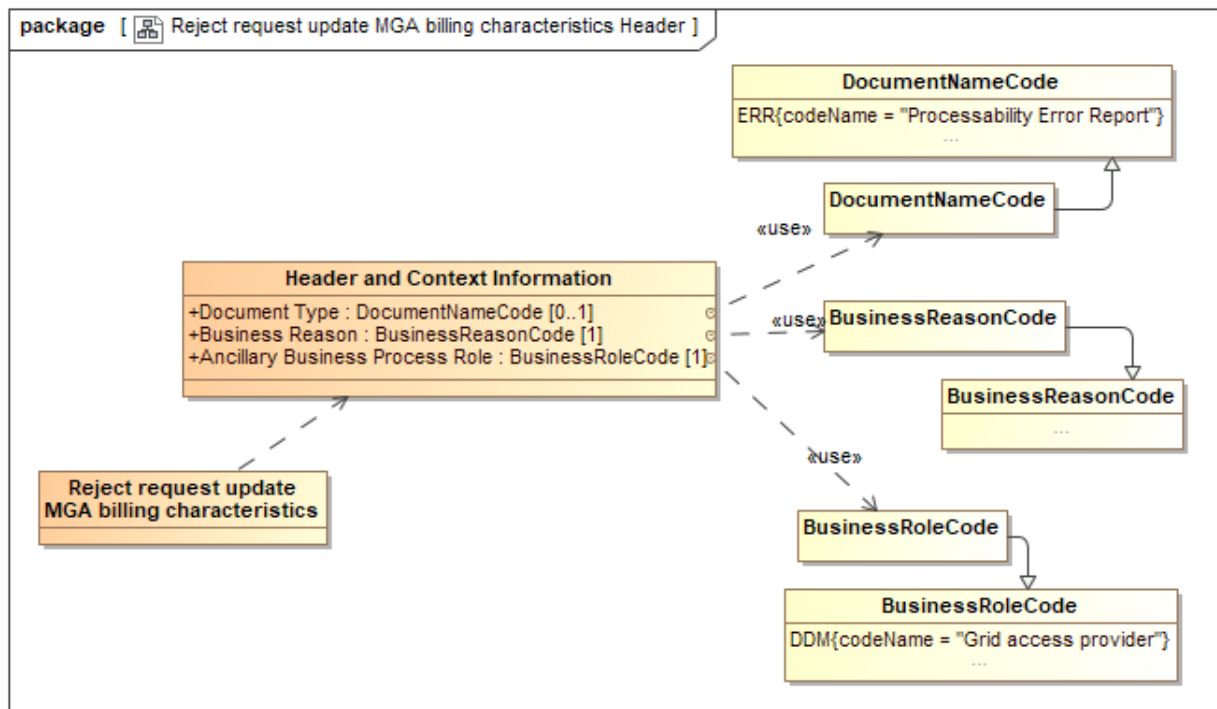 package [ Reject request update MGA billing characteristics Header ]
DocumentNameCode
ERR{codeName = "Processability Error Report"}
...
DocumentNameCode
«use»
Header and Context Information
+Document Type : DocumentNameCode [0..1]
+Business Reason : BusinessReasonCode [1]
+Ancillary Business Process Role : BusinessRoleCode [1]
«use»
BusinessReasonCode
BusinessReasonCode
...
«use»
Reject request update
MGA billing characteristics
BusinessRoleCode
BusinessRoleCode
DDM{codeName = "Grid access provider"}
...